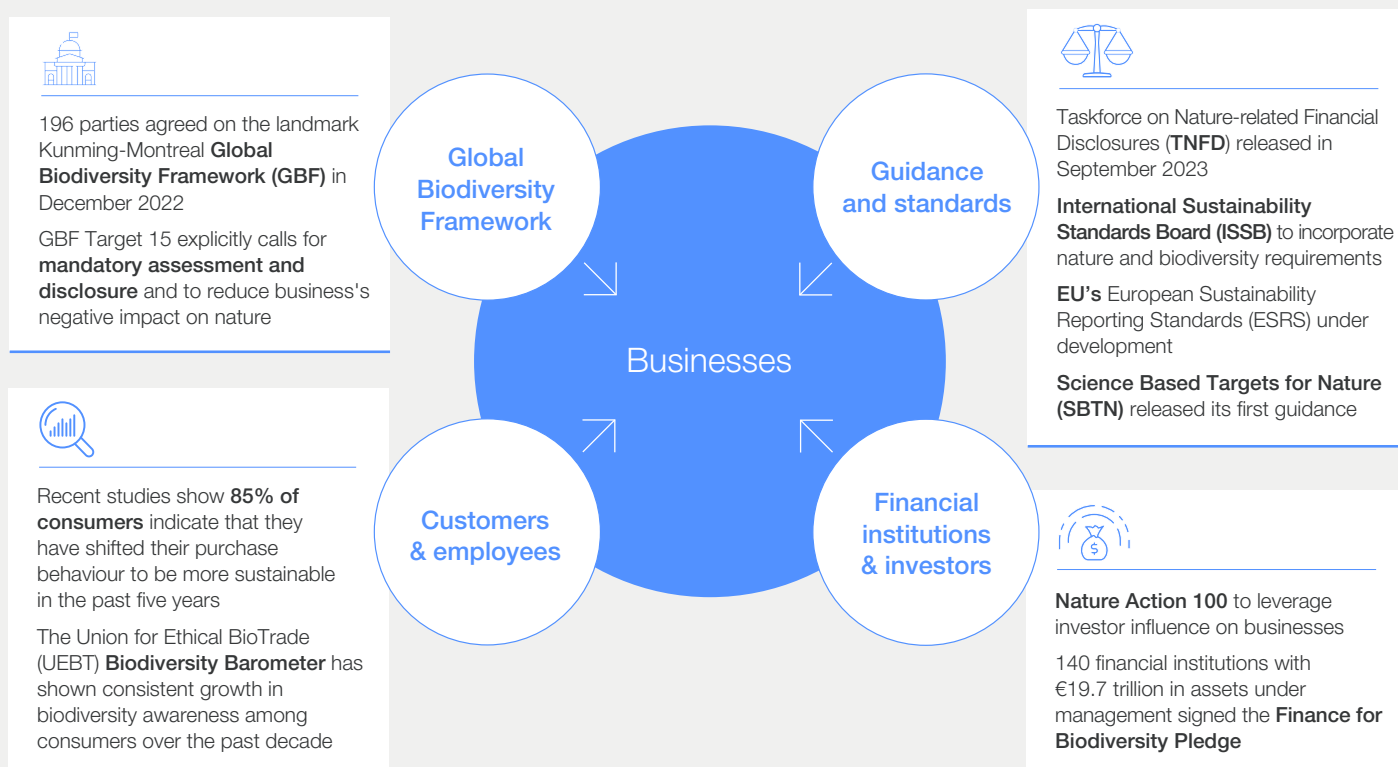 196 parties agreed on the landmark
Kunming-Montreal Global
Biodiversity Framework (GBF) in
December 2022
GBF Target 15 explicitly calls for
mandatory assessment and
disclosure and to reduce business's
negative impact on nature
Global
Biodiversity
Framework
Guidance
and standards
Taskforce on Nature-related Financial
Disclosures (TNFD) released in
September 2023
International Sustainability
Standards Board (ISSB) to incorporate
nature and biodiversity requirements
EU’s European Sustainability
Reporting Standards (ESRS) under
development
Science Based Targets for Nature
(SBTN) released its first guidance
Businesses
Recent studies show 85% of
consumers indicate that they
have shifted their purchase
behaviour to be more sustainable
in the past five years
The Union for Ethical BioTrade
(UEBT) Biodiversity Barometer has
shown consistent growth in
biodiversity awareness among
consumers over the past decade
Customers
& employees
Financial
institutions
& investors
$
Nature Action 100 to leverage
investor influence on businesses
140 financial institutions with
€19.7 trillion in assets under
management signed the Finance for
Biodiversity Pledge